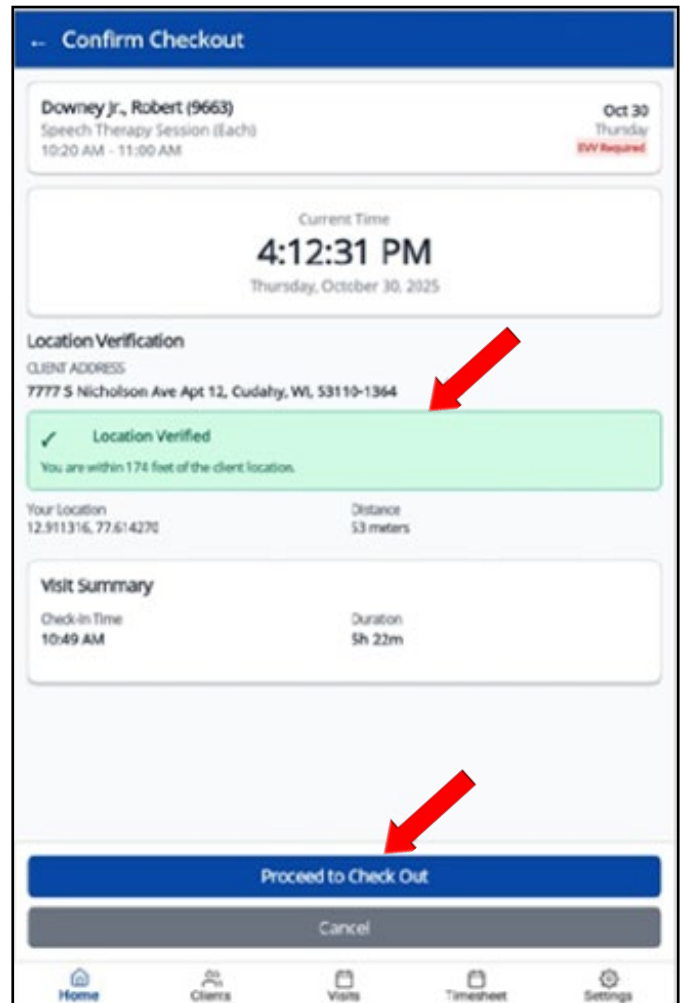 ← Confirm Checkout
Downey Jr., Robert (9663)
Oct 30
Speech Therapy Session (Each)
Thursday
10:20 AM - 11:00 AM
EVV Required
Current Time
4:12:31 PM
Thursday, October 30, 2025
Location Verification
CLIENT ADDRESS
7777 S Nicholson Ave Apt 12, Cudahy, WI, 53110-1364
✓ Location Verified
You are within 174 feet of the client location.
Your Location
Distance
12.911316, 77.614270
53 meters
Visit Summary
Check-In Time
Duration
10:49 AM
5h 22m
Proceed to Check Out
Cancel
Home
Clients
Visits
Timesheet
Settings